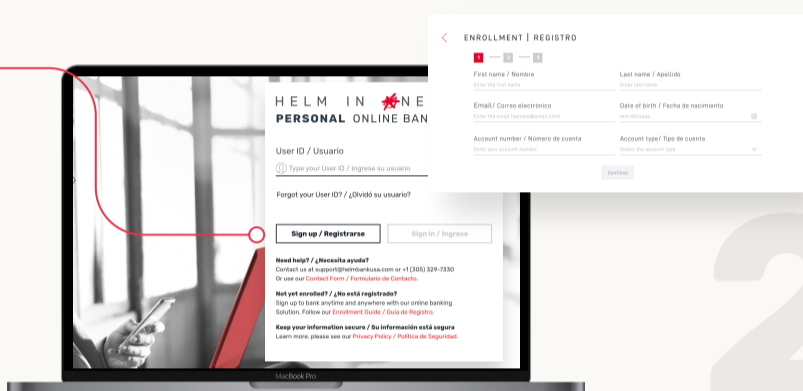 ENROLLMENT | REGISTRO
1 2 3
First name / Nombre
Enter the first name
Last name / Apellido
Enter last name
Email/ Correo electrónico
Enter the email (sample@email.com)
Date of birth / Fecha de nacimiento
mm/dd/aaaa
Account number / Número de cuenta
Enter your account number
Account type/ Tipo de cuenta
Select the account type
Continue
HELM IN NE
PERSONAL ONLINE BAN
User ID / Usuario
Type your User ID / Ingrese su usuario
Forgot your User ID? / ¿Olvidó su usuario?
Sign up / Registrarse
Sign in / Ingrese
Need help? / ¿Necesita ayuda?
Contact us at support@helmbankusa.com or +1 (305) 329-7330
Or use our Contact Form / Formulario de Contacto.
Not yet enrolled? / ¿No está registrado?
Sign up to bank anytime and anywhere with our online banking
Solution. Follow our Enrollment Guide / Guía de Registro.
Keep your information secure / Su información está segura
Learn more, please see our Privacy Policy / Política de Seguridad.
MacBook Pro
2